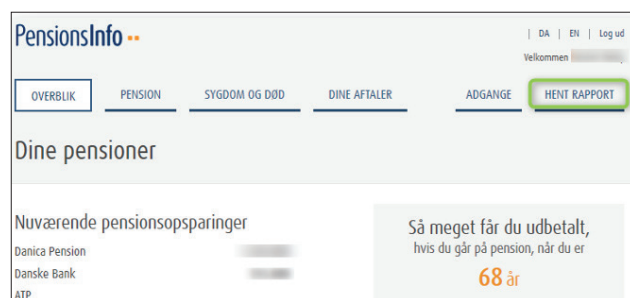 PensionsInfo
| DA | EN | Log ud
Velkommen
OVERBLIK PENSION SYGDOM OG DØD DINE AFTALER ADGANGE HENT RAPPORT
Dine pensioner
Nuværende pensionsopsparinger
Danica Pension
Danske Bank
ATP
Så meget får du udbetalt,
hvis du går på pension, når du er
68 år